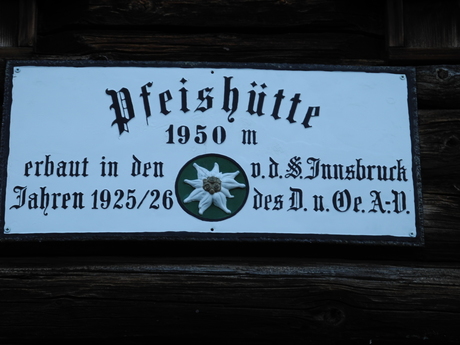 Pfeishütte
1950 m
erbaut in den v. d. S. Innsbruck
Jahren 1925/26 des D. u. Oe. A.-V.